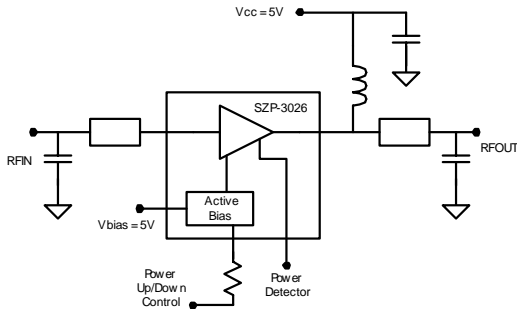 Vcc = 5V
SZP-3026
RFIN
RFOUT
Active
Bias
Vbias = 5V
Power
Up/Down
Control
Power
Detector